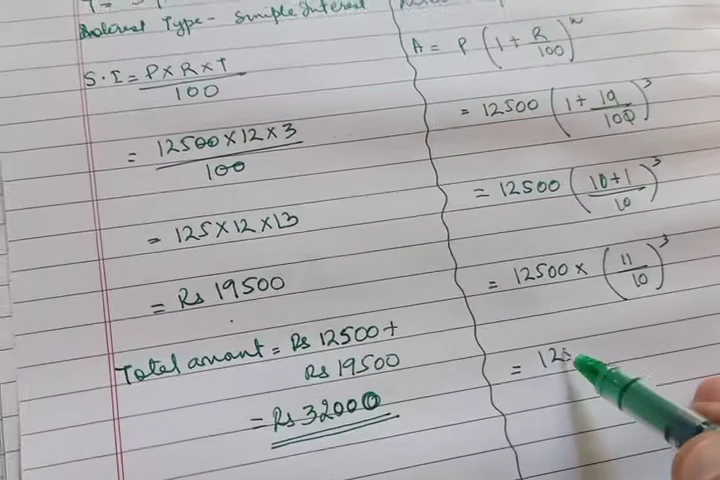 Interest Type - Simple Interest
S.I = P × R × T / 100
= 12500 × 12 × 3 / 100
= 125 × 12 × 13
= Rs 19500
Total amount = Rs 12500 +
Rs 19500
= Rs 32000
A = P (1 + R/100)^n
= 12500 (1 + 10/100)^3
= 12500 (10+1/10)^3
= 12500 × (11/10)^3
= 125